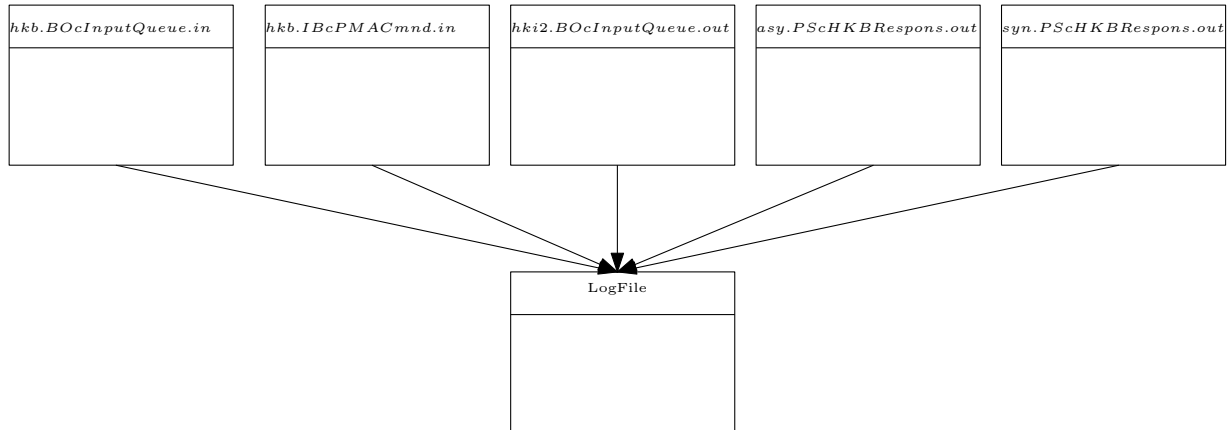 hkb.BOcInputQueue.in
hkb.IBcPMACmnd.in
hki2.BOcInputQueue.out
asy.PScHKBRespons.out
syn.PScHKBRespons.out
LogFile